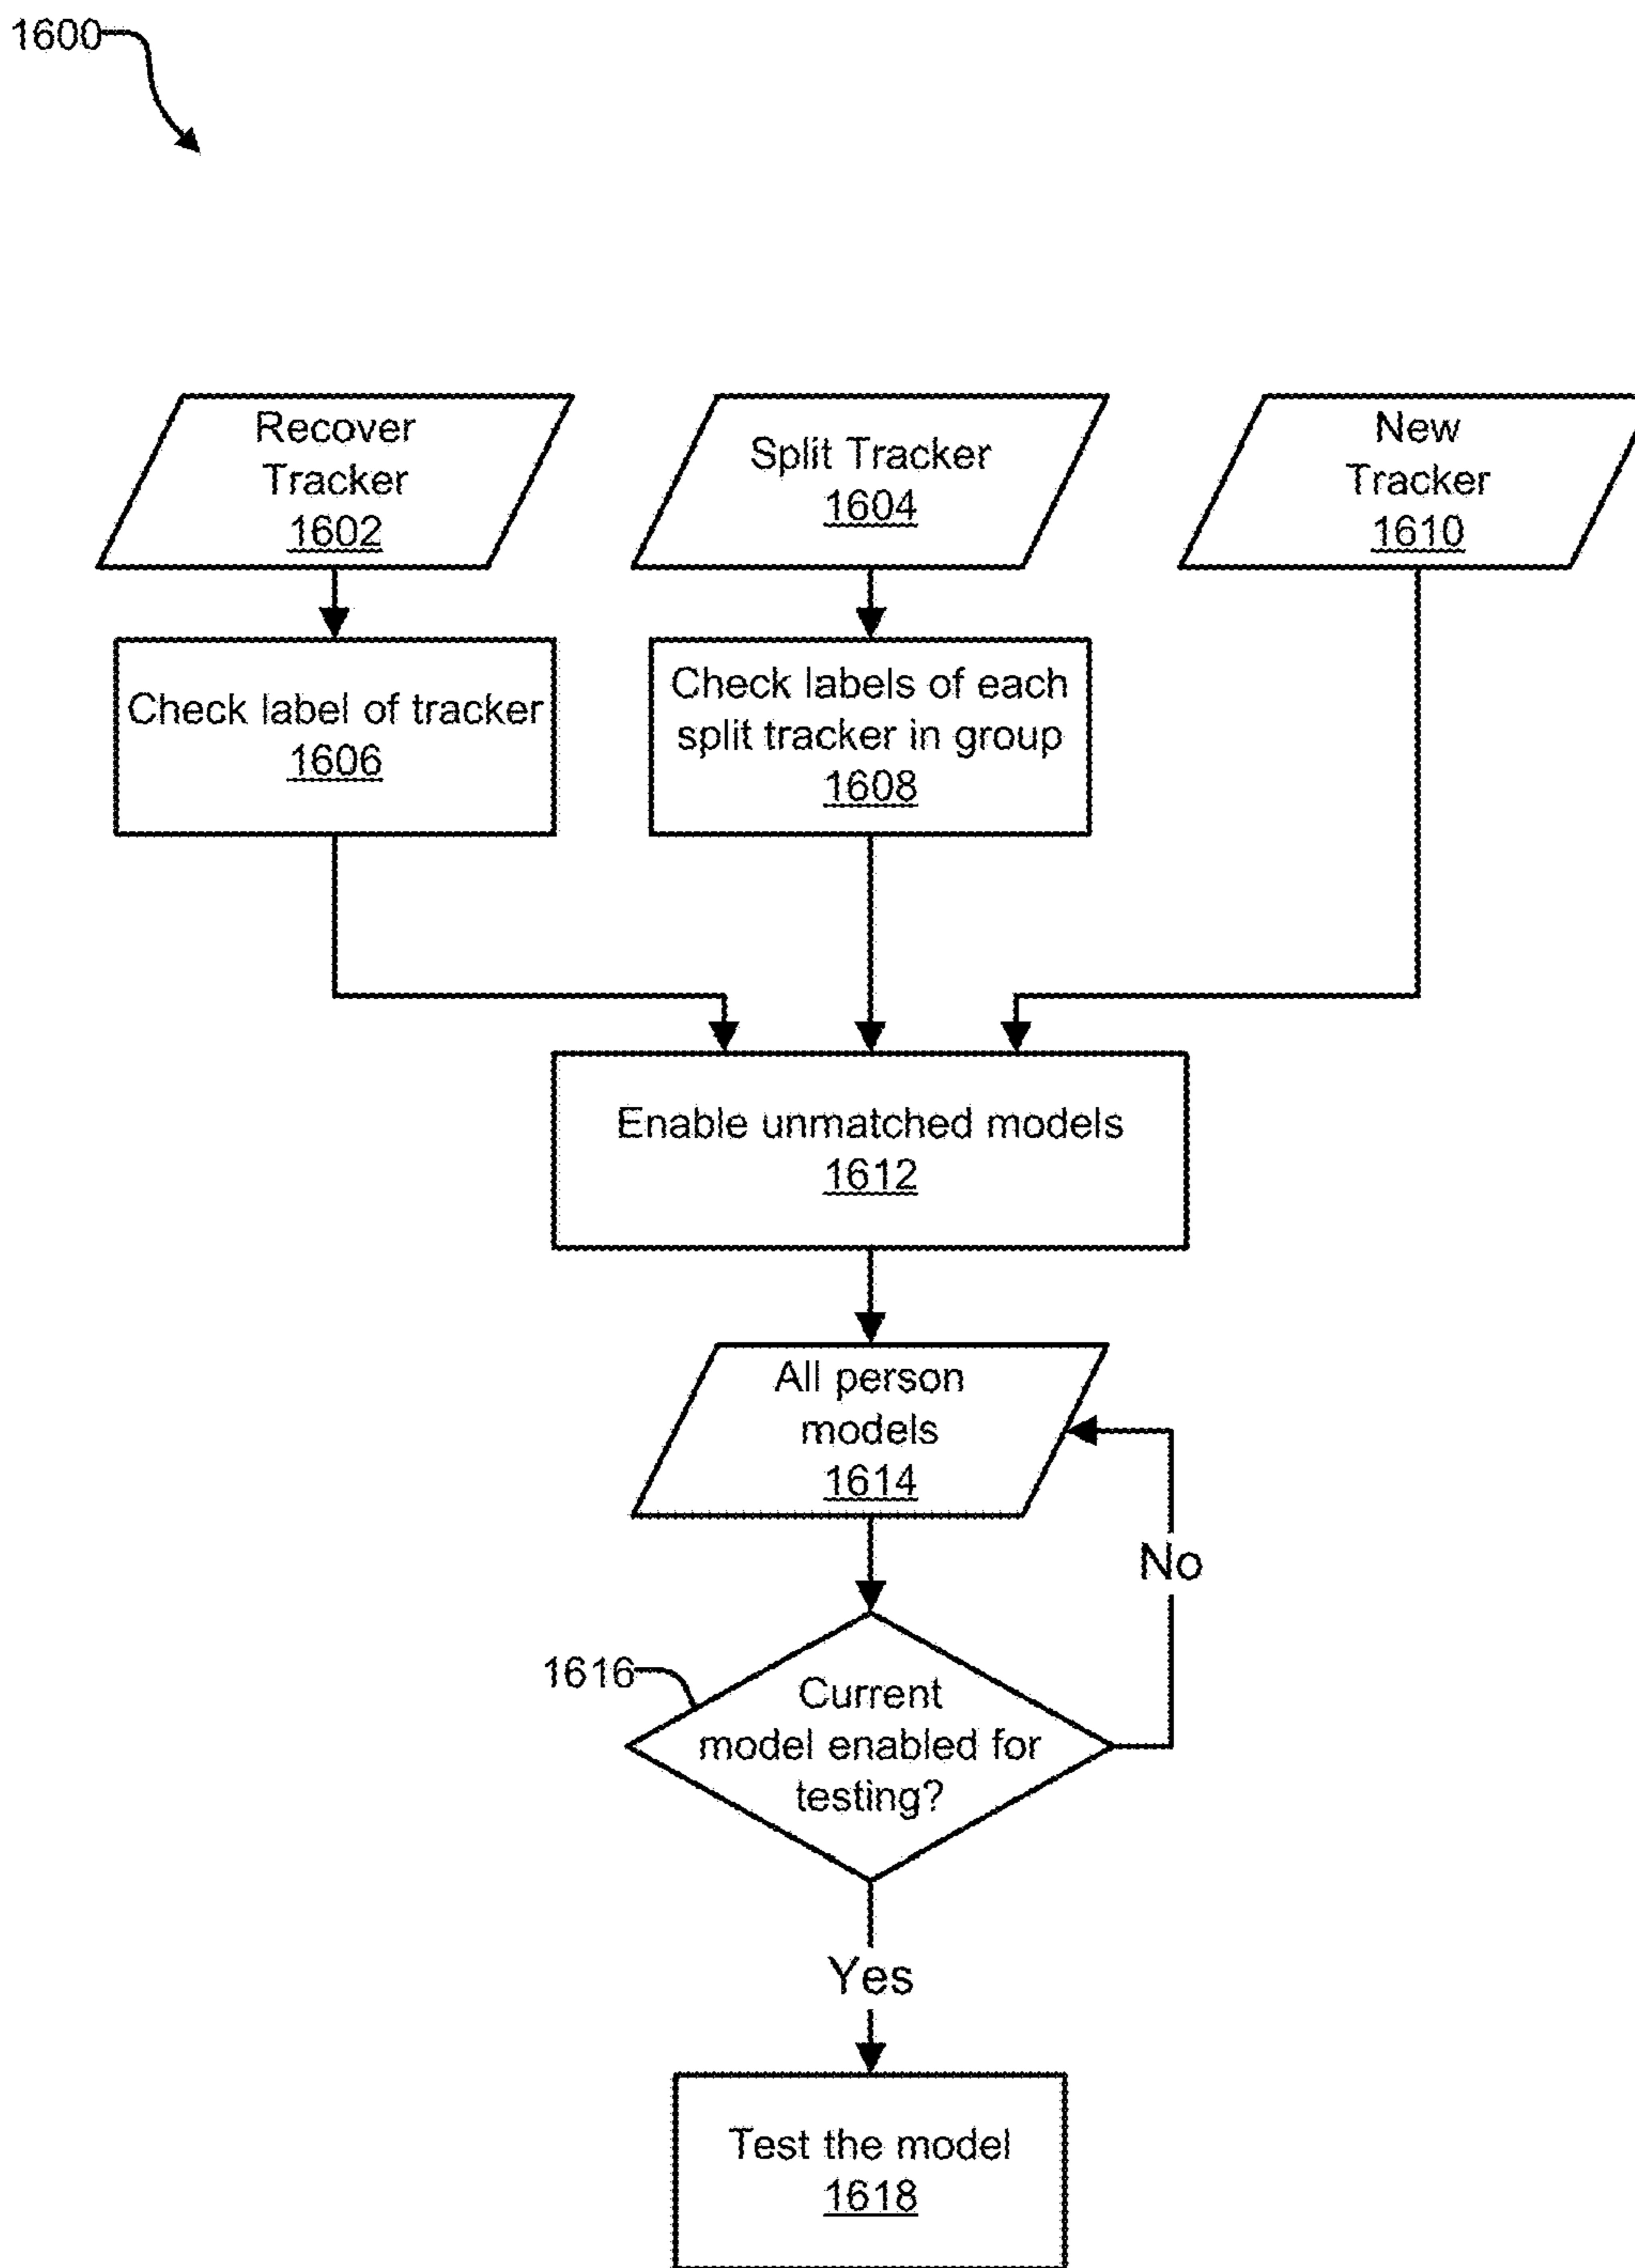 1600
Recover
Tracker
1602
Split Tracker
1604
New
Tracker
1610
Check label of tracker
1606
Check labels of each
split tracker in group
1608
Enable unmatched models
1612
All person
models
1614
No
1616
Current
model enabled for
testing?
Yes
Test the model
1618